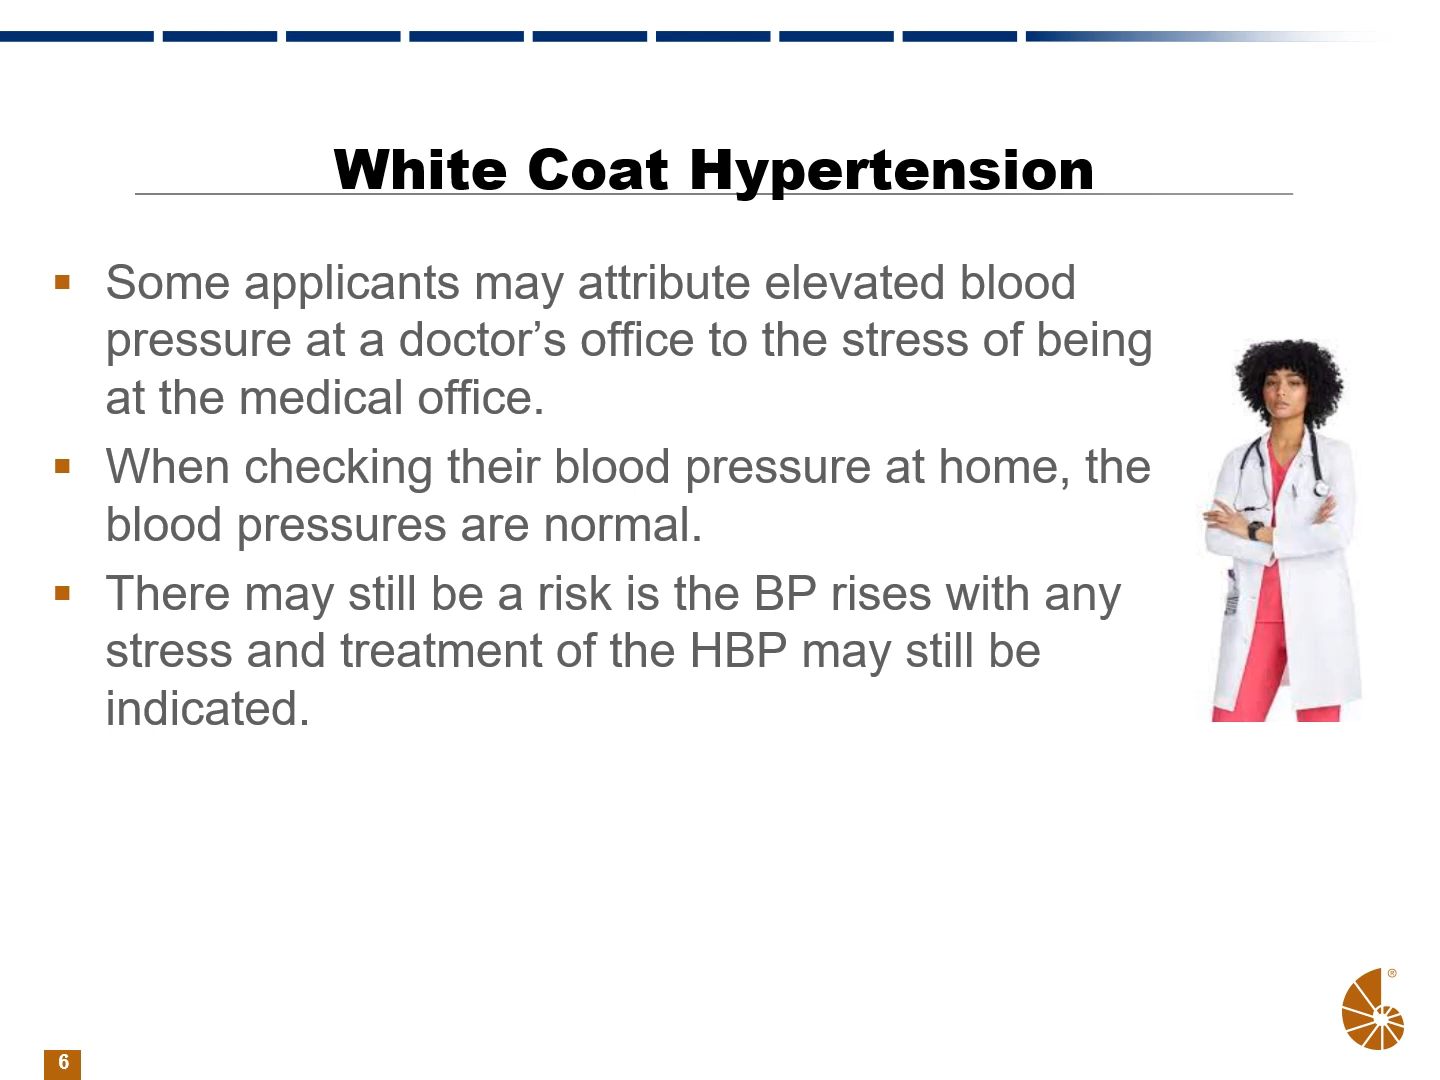 White Coat Hypertension
▪ Some applicants may attribute elevated blood
pressure at a doctor’s office to the stress of being
at the medical office.
▪ When checking their blood pressure at home, the
blood pressures are normal.
▪ There may still be a risk is the BP rises with any
stress and treatment of the HBP may still be
indicated.
®
6